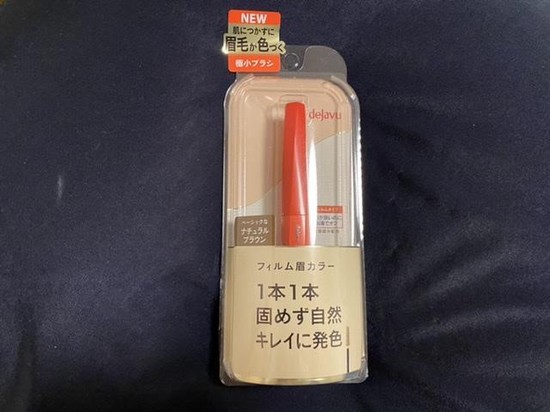 NEW
肌につかずに
眉毛が色づく
極小ブラシ
dejavu
ベーシックな
ナチュラル
ブラウン
フィルム眉カラー
1本1本
固めず自然
キレイに発色